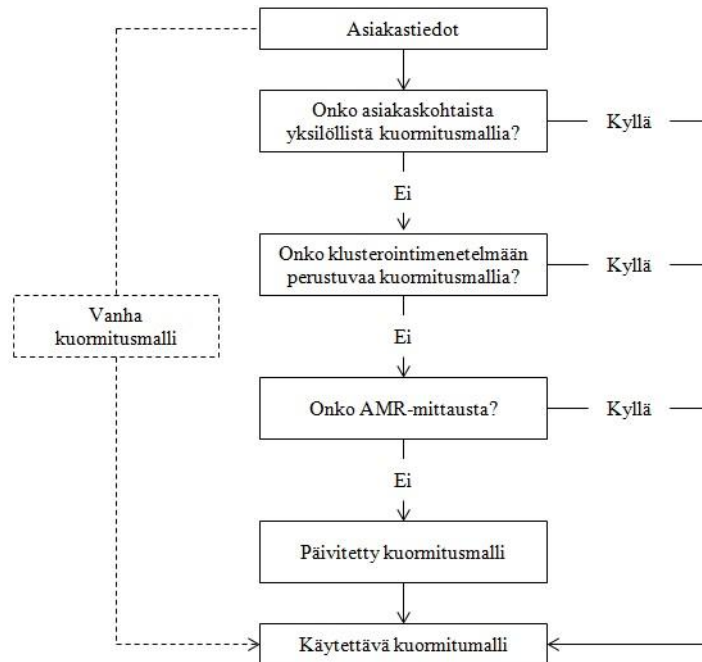 Asiakastiedot
Onko asiakaskohtaista
yksilöllistä kuormitusmallia?
Kyllä
Ei
Onko klusterointimenetelmään
perustuvaa kuormitusmallia?
Kyllä
Vanha
kuormitusmalli
Ei
Onko AMR-mittausta?
Kyllä
Ei
Päivitetty kuormitusmalli
Käytettävä kuormitumalli